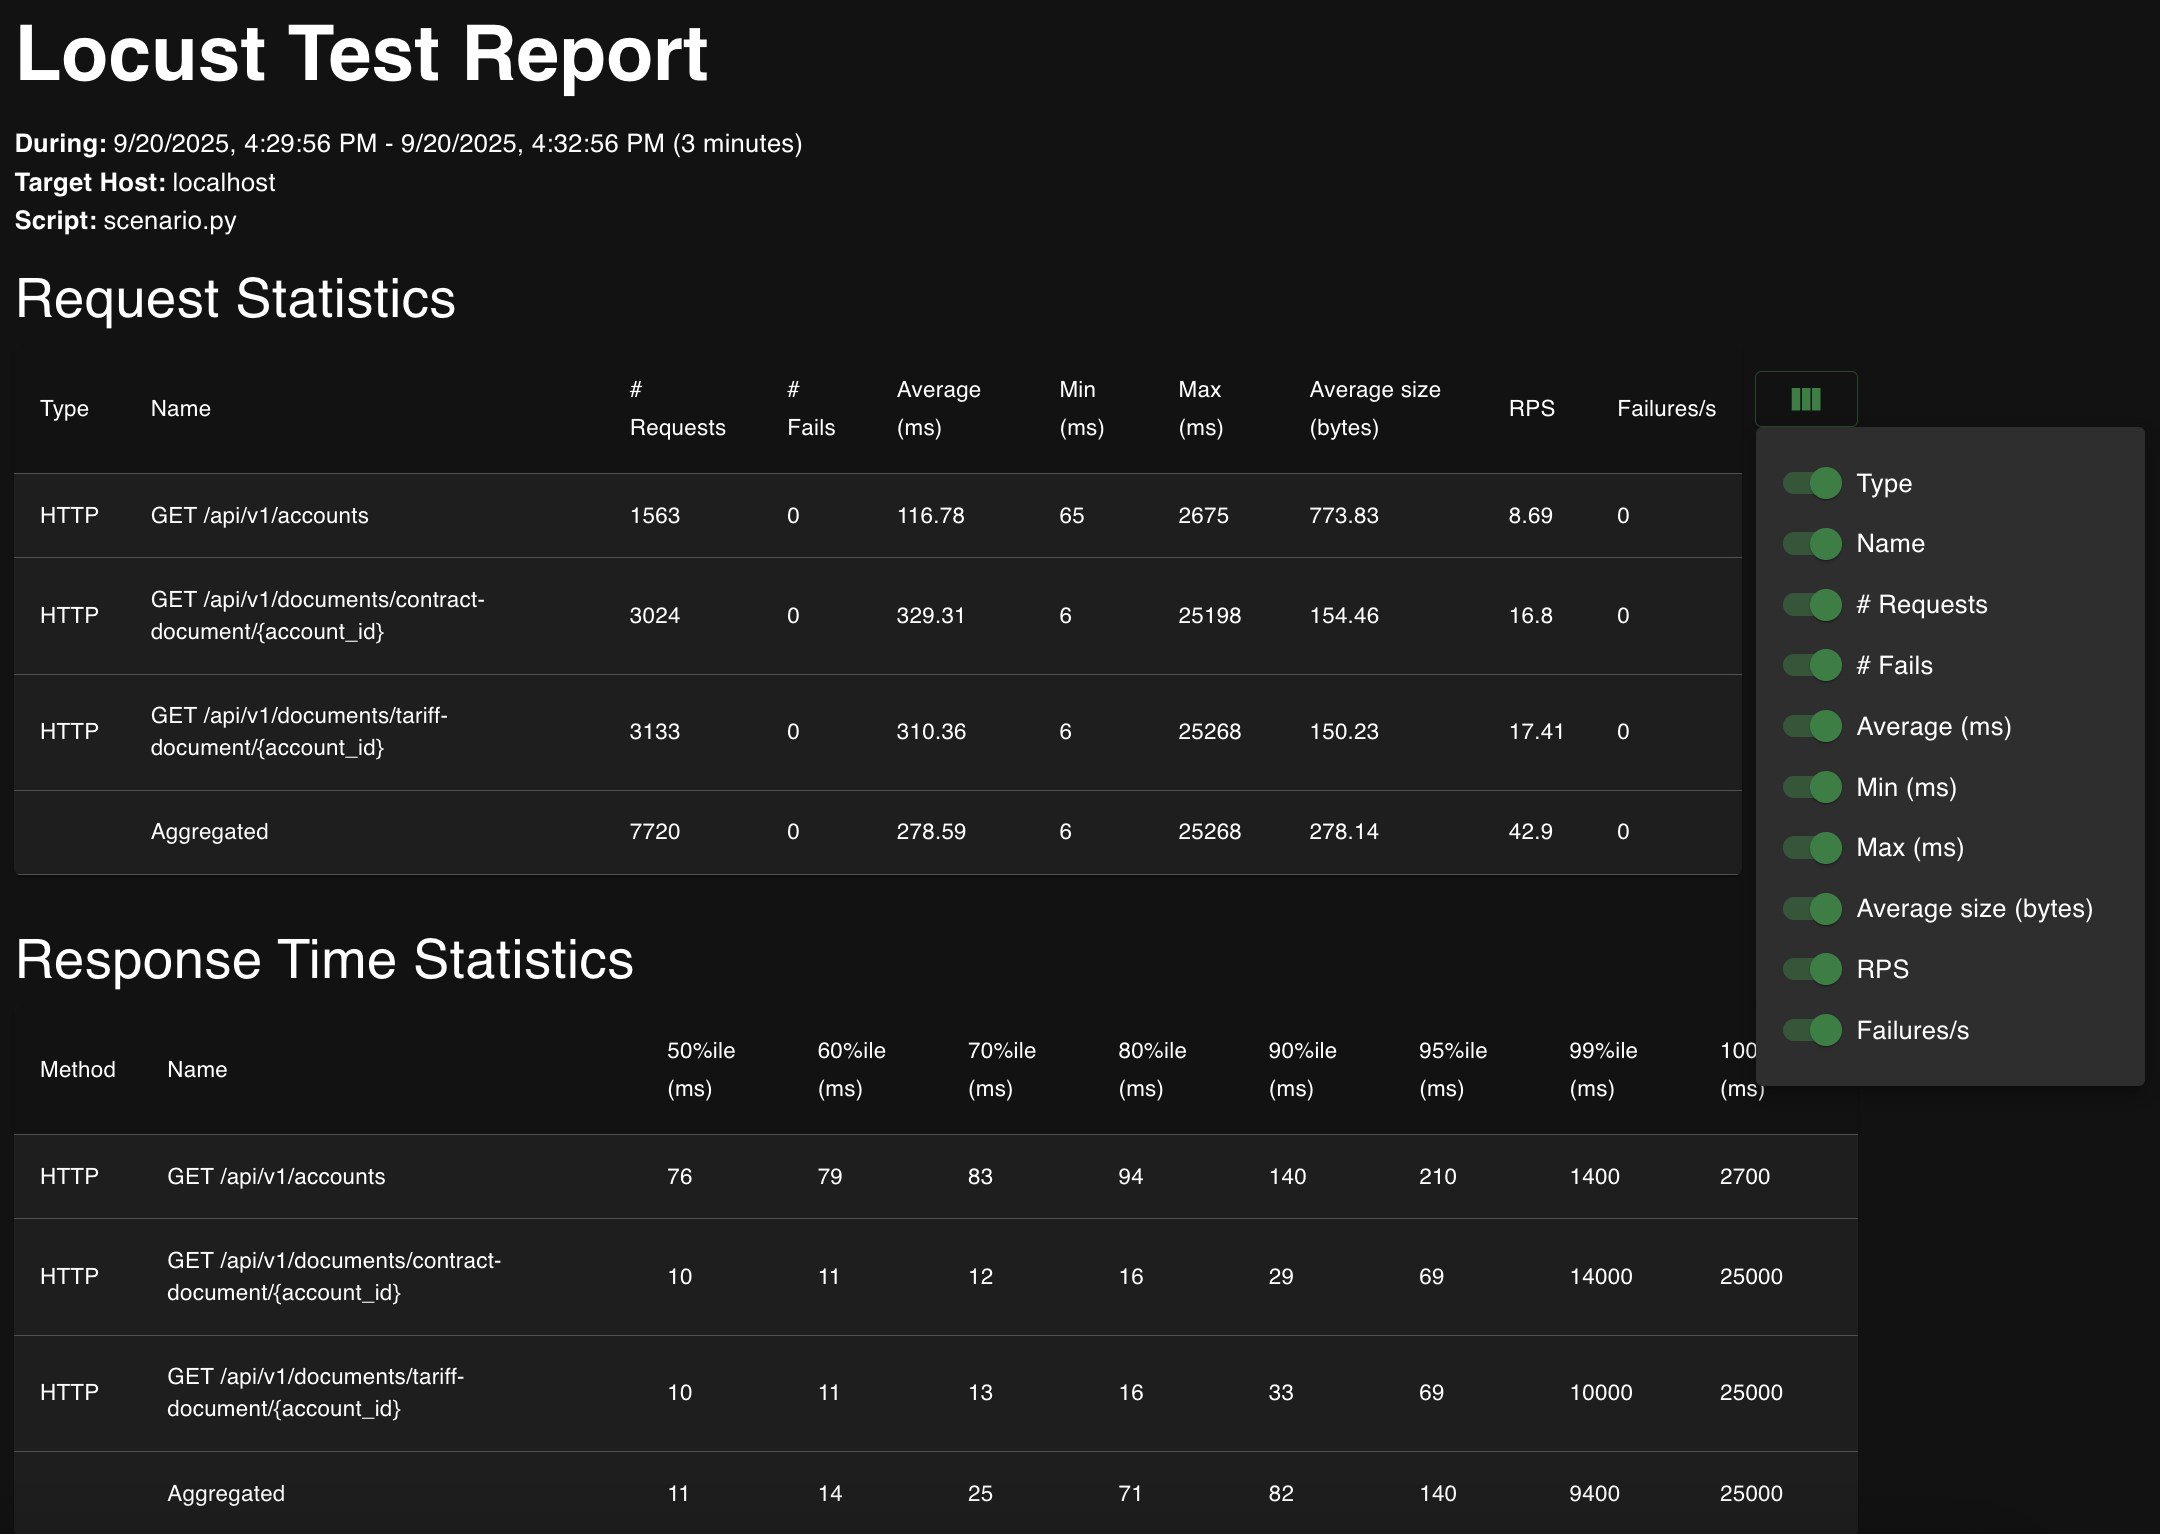 Locust Test Report
During: 9/20/2025, 4:29:56 PM - 9/20/2025, 4:32:56 PM (3 minutes)
Target Host: localhost
Script: scenario.py
Request Statistics
Type Name # Requests # Fails Average (ms) Min (ms) Max (ms) Average size (bytes) RPS Failures/s
HTTP GET /api/v1/accounts 1563 0 116.78 65 2675 773.83 8.69 0
HTTP GET /api/v1/documents/contract-
document/{account_id} 3024 0 329.31 6 25198 154.46 16.8 0
HTTP GET /api/v1/documents/tariff-
document/{account_id} 3133 0 310.36 6 25268 150.23 17.41 0
Aggregated 7720 0 278.59 6 25268 278.14 42.9 0
Type
Name
# Requests
# Fails
Average (ms)
Min (ms)
Max (ms)
Average size (bytes)
RPS
Failures/s
Response Time Statistics
Method Name 50%ile (ms) 60%ile (ms) 70%ile (ms) 80%ile (ms) 90%ile (ms) 95%ile (ms) 99%ile (ms) 100 (ms)
HTTP GET /api/v1/accounts 76 79 83 94 140 210 1400 2700
HTTP GET /api/v1/documents/contract-
document/{account_id} 10 11 12 16 29 69 14000 25000
HTTP GET /api/v1/documents/tariff-
document/{account_id} 10 11 13 16 33 69 10000 25000
Aggregated 11 14 25 71 82 140 9400 25000